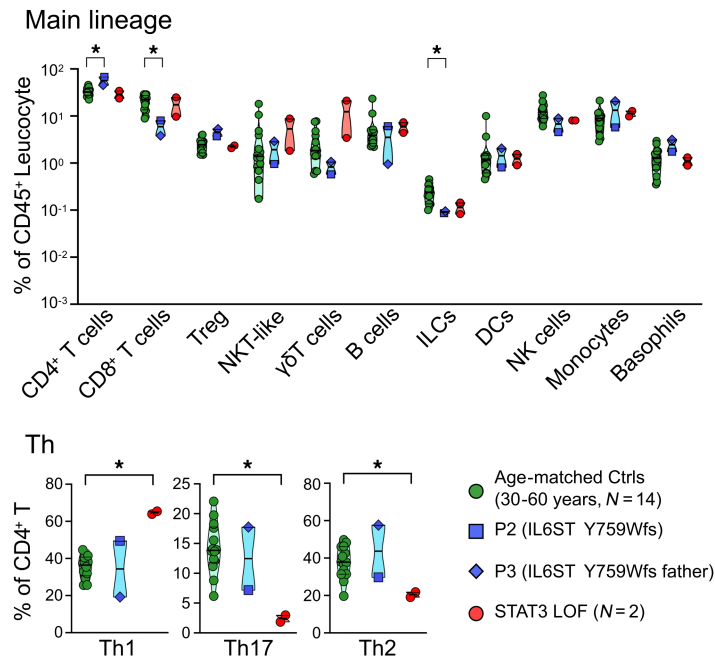 Main lineage
* * *
% of CD45⁺ Leucocyte
10²
10¹
10⁰
10⁻¹
10⁻²
10⁻³
CD4⁺ T cells
CD8⁺ T cells
Treg
NKT-like
γδT cells
B cells
ILCs
DCs
NK cells
Monocytes
Basophils
Th
% of CD4⁺ T
80
60
40
20
0
*
Th1
25
20
15
10
5
0
*
Th17
80
60
40
20
0
*
Th2
Age-matched Ctrls
(30-60 years, N = 14)
P2 (IL6ST Y759Wfs)
P3 (IL6ST Y759Wfs father)
STAT3 LOF (N = 2)